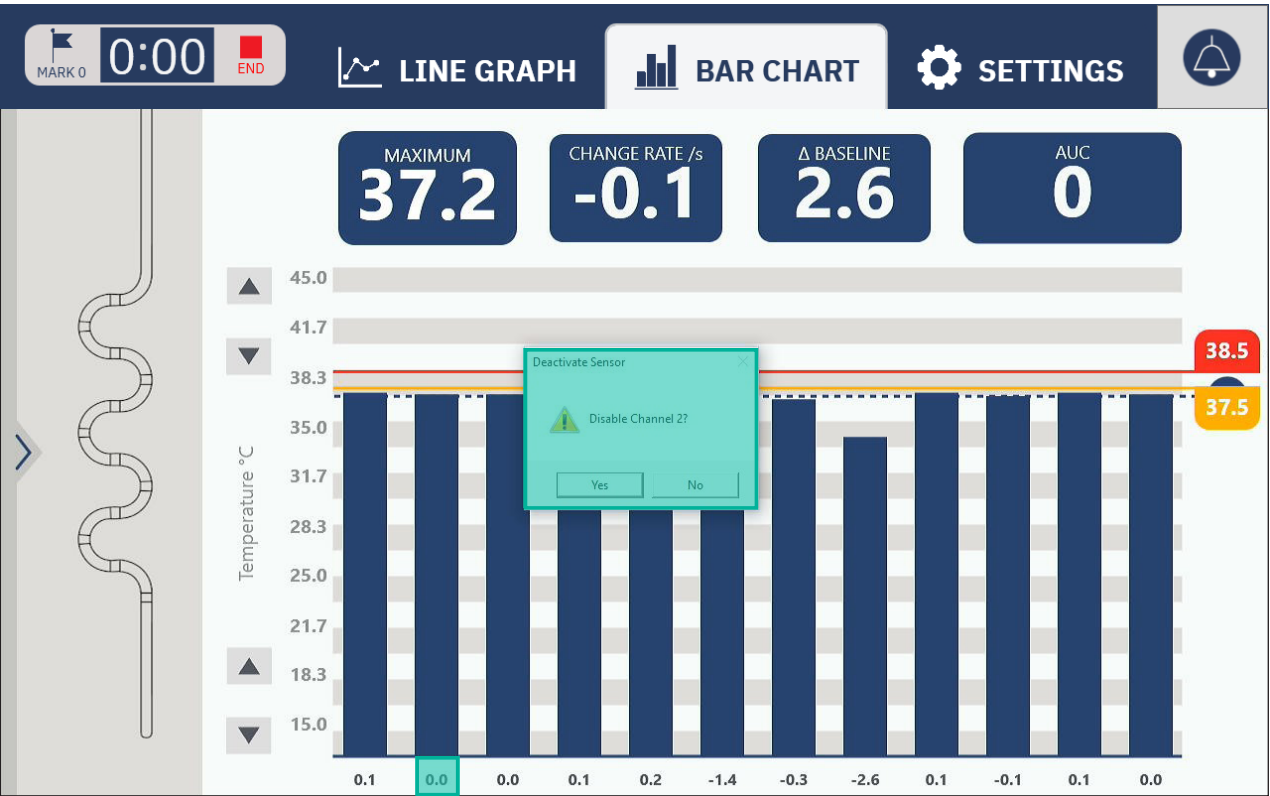 MARK 0
0:00
END
LINE GRAPH
BAR CHART
SETTINGS
MAXIMUM
37.2
CHANGE RATE /s
-0.1
Δ BASELINE
2.6
AUC
0
45.0
41.7
38.3
35.0
31.7
28.3
25.0
21.7
18.3
15.0
Temperature °C
38.5
37.5
Deactivate Sensor
Disable Channel 2?
Yes
No
0.1 0.0 0.0 0.1 0.2 -1.4 -0.3 -2.6 0.1 -0.1 0.1 0.0